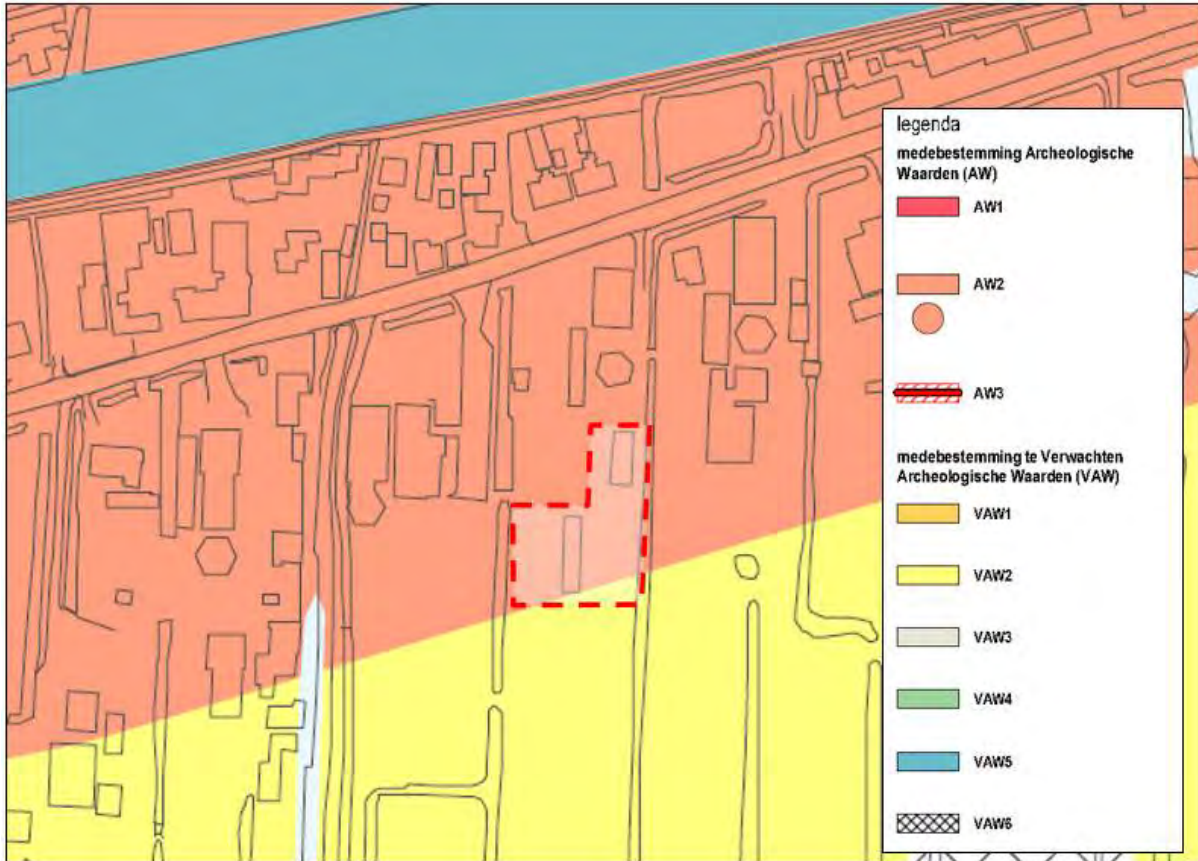 legenda
medebestemming Archeologische
Waarden (AW)
AW1
AW2
AW3
medebestemming te Verwachten
Archeologische Waarden (VAW)
VAW1
VAW2
VAW3
VAW4
VAW5
VAW6